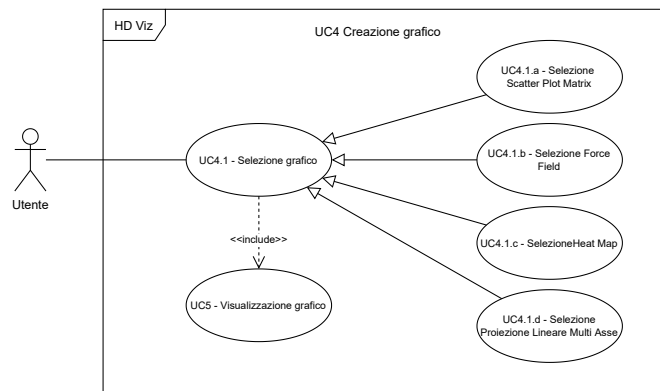 HD Viz
UC4 Creazione grafico
UC4.1.a - Selezione
Scatter Plot Matrix
UC4.1 - Selezione grafico
UC4.1.b - Selezione Force
Field
Utente
<<include>>
UC4.1.c - SelezioneHeat Map
UC5 - Visualizzazione grafico
UC4.1.d - Selezione
Proiezione Lineare Multi Asse